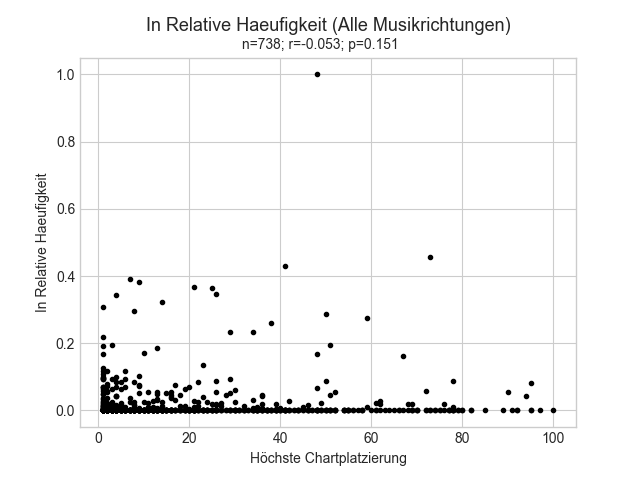 In Relative Haeufigkeit (Alle Musikrichtungen)
n=738; r=-0.053; p=0.151
In Relative Haeufigkeit
1.0
0.8
0.6
0.4
0.2
0.0
0 20 40 60 80 100
Höchste Chartplatzierung